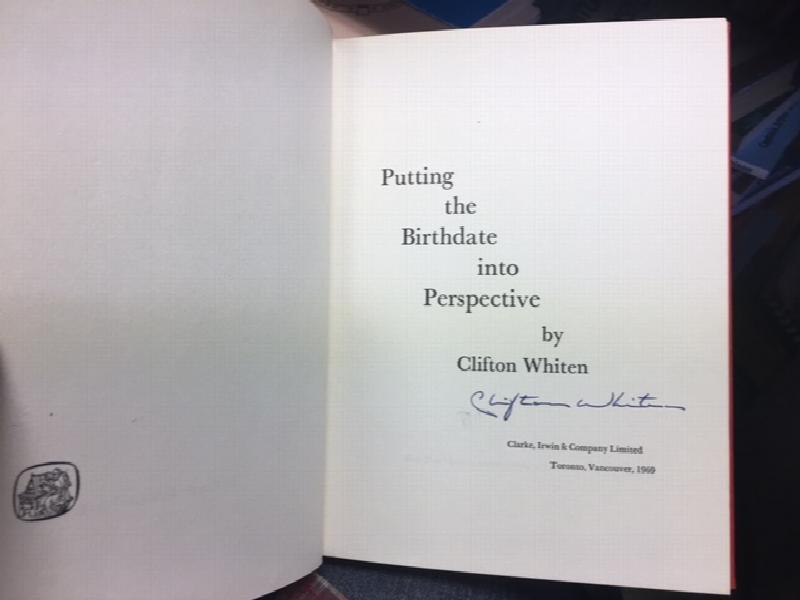 Putting
the
Birthdate
into
Perspective
by
Clifton Whiten
Clifton Whiten
Clarke, Irwin & Company Limited
Toronto, Vancouver, 1969